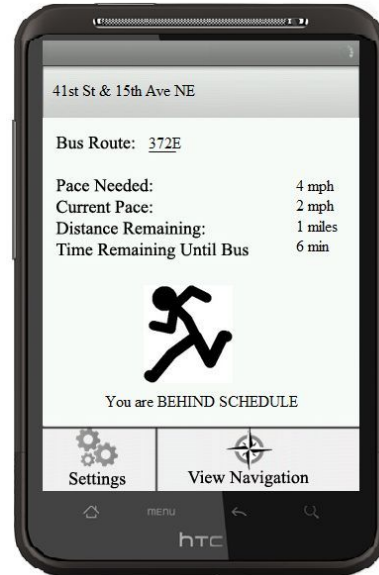 41st St & 15th Ave NE
Bus Route: 372E
Pace Needed: 4 mph
Current Pace: 2 mph
Distance Remaining: 1 miles
Time Remaining Until Bus 6 min
You are BEHIND SCHEDULE
Settings View Navigation
MENU
hTC